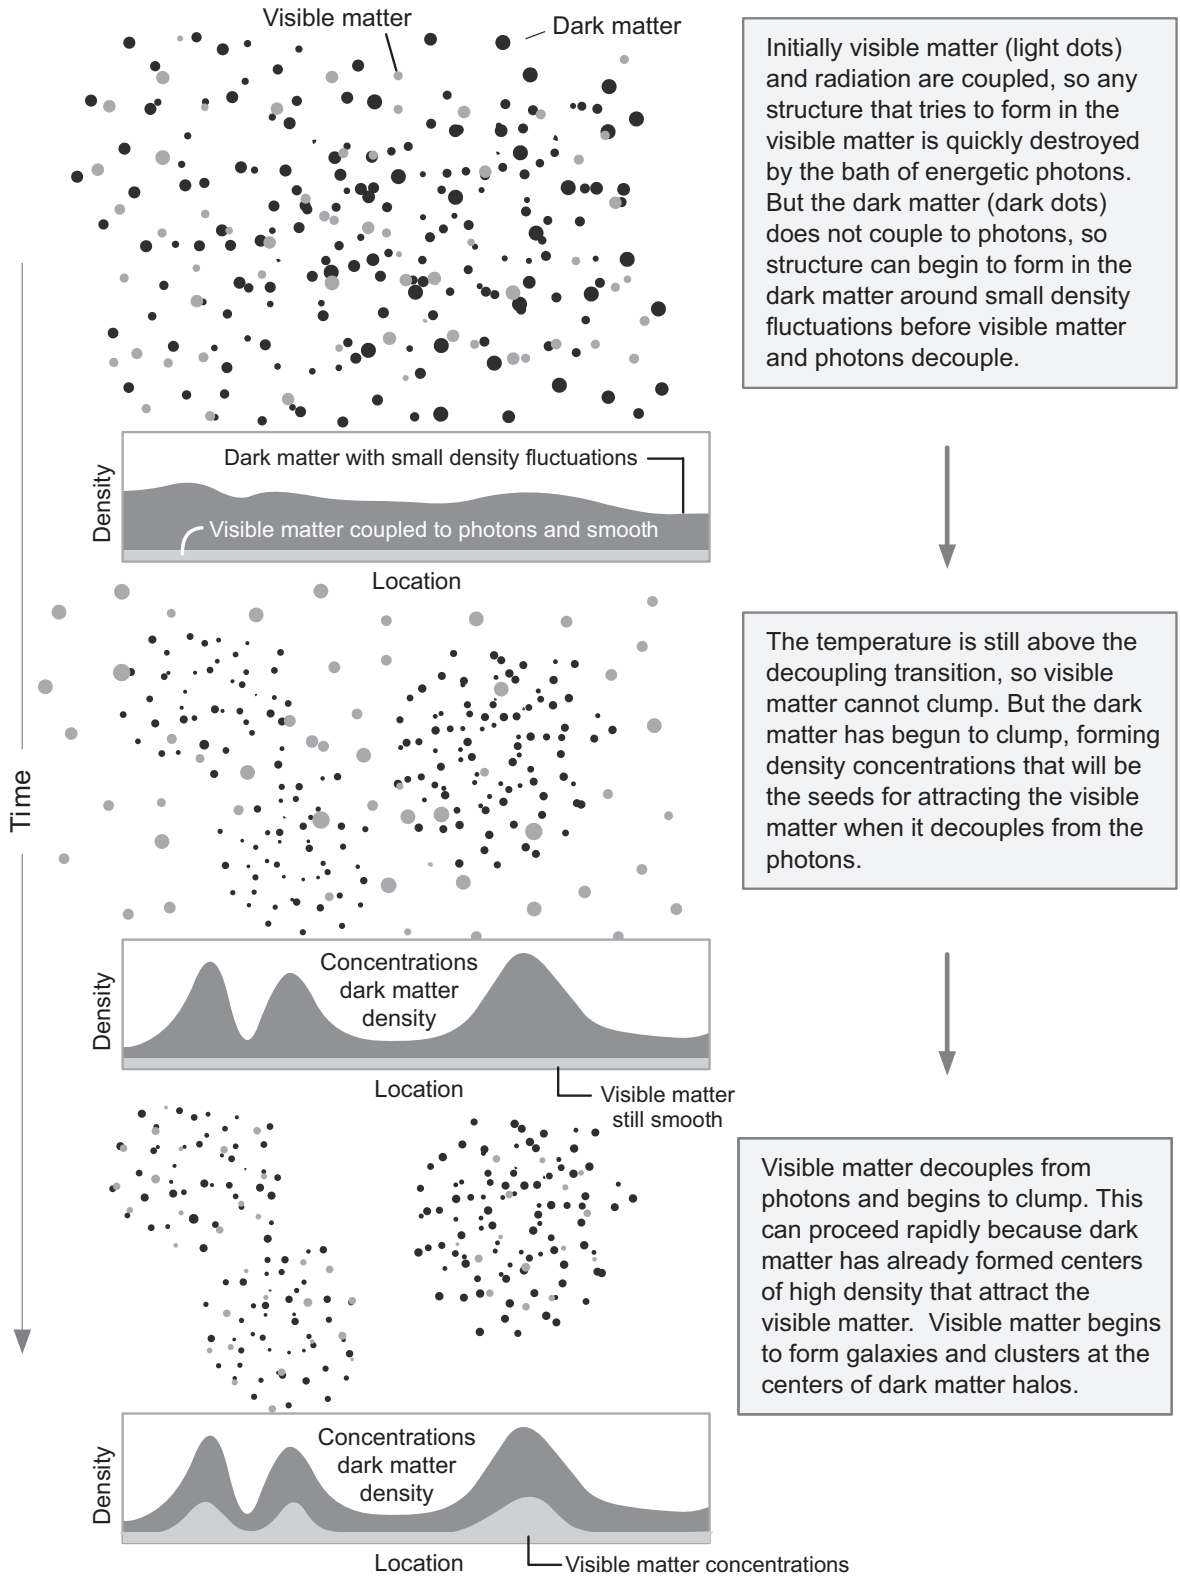 Visible matter
Dark matter
Initially visible matter (light dots)
and radiation are coupled, so any
structure that tries to form in the
visible matter is quickly destroyed
by the bath of energetic photons.
But the dark matter (dark dots)
does not couple to photons, so
structure can begin to form in the
dark matter around small density
fluctuations before visible matter
and photons decouple.
Density
Dark matter with small density fluctuations
Visible matter coupled to photons and smooth
Location
Time
The temperature is still above the
decoupling transition, so visible
matter cannot clump. But the dark
matter has begun to clump, forming
density concentrations that will be
the seeds for attracting the visible
matter when it decouples from the
photons.
Density
Concentrations
dark matter
density
Location
Visible matter
still smooth
Visible matter decouples from
photons and begins to clump. This
can proceed rapidly because dark
matter has already formed centers
of high density that attract the
visible matter.  Visible matter begins
to form galaxies and clusters at the
centers of dark matter halos.
Density
Concentrations
dark matter
density
Location
Visible matter concentrations